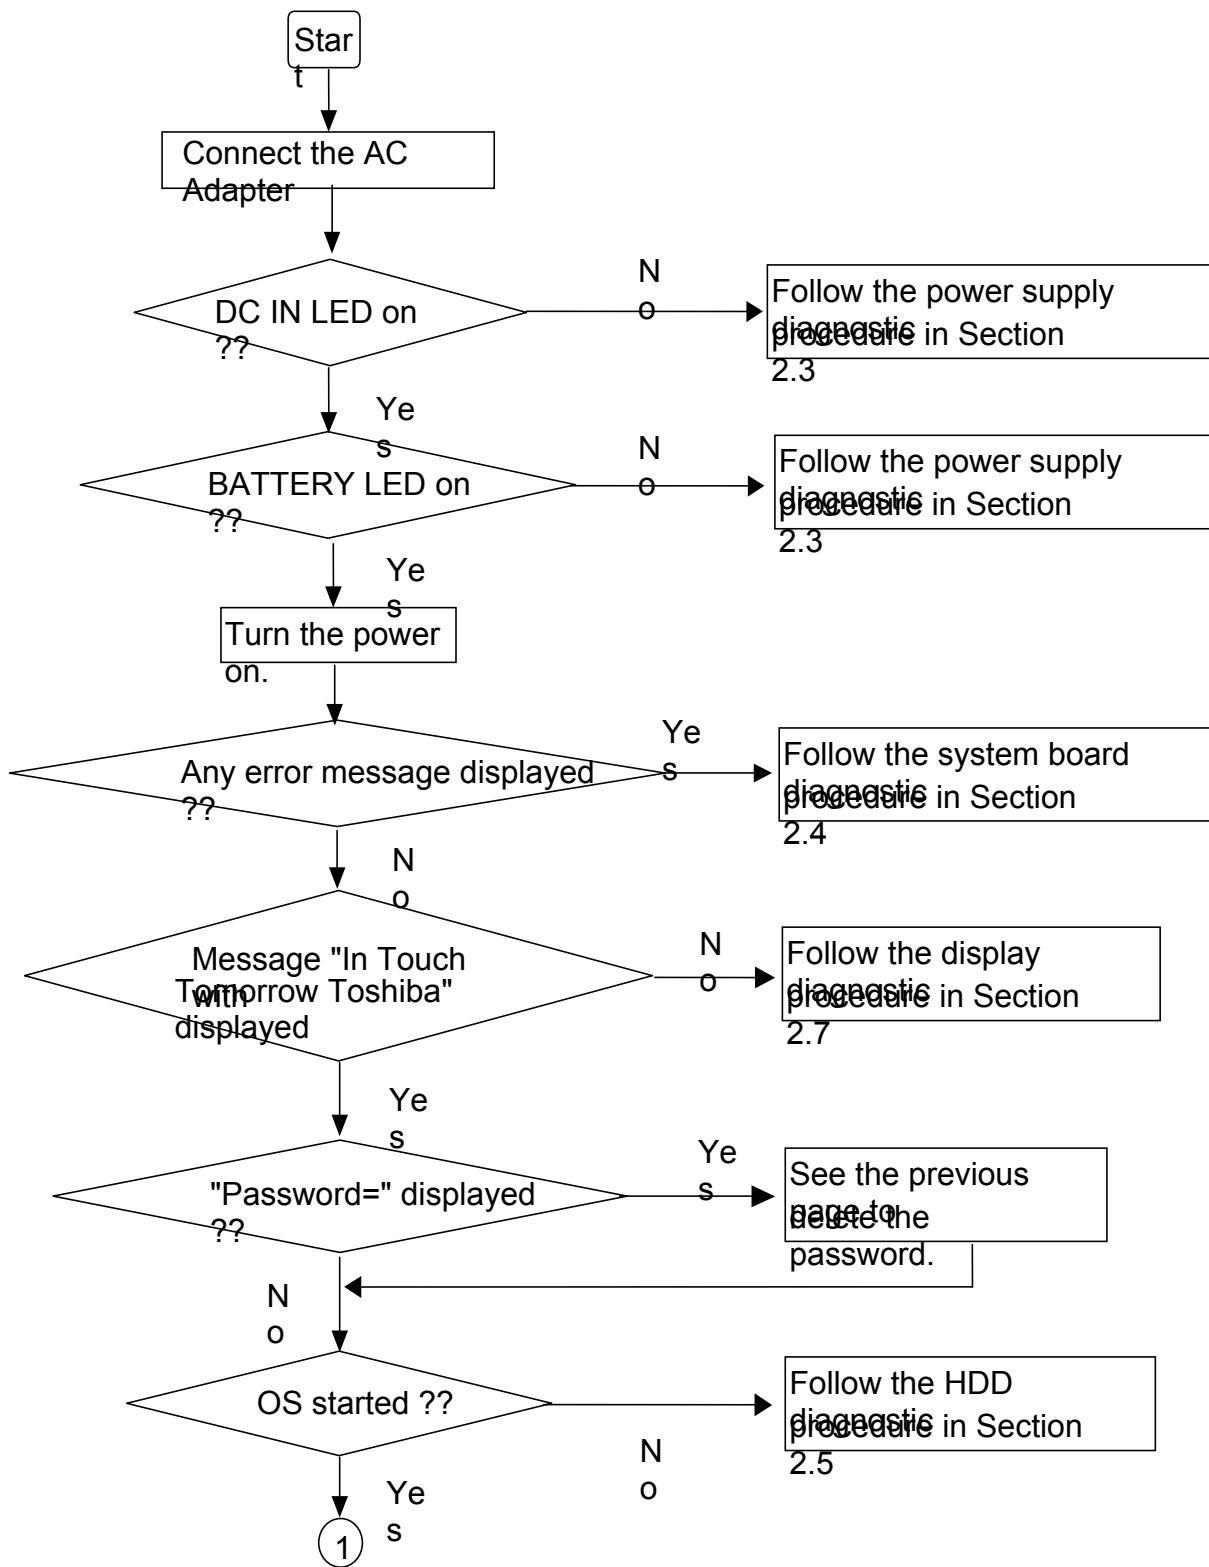 Star
t
Connect the AC
Adapter
DC IN LED on
??
N
o
Follow the power supply
diagnostic
procedure in Section
2.3
Ye
s
BATTERY LED on
??
N
o
Follow the power supply
diagnostic
procedure in Section
2.3
Ye
s
Turn the power
on.
Any error message displayed
??
Ye
s
Follow the system board
diagnostic
procedure in Section
2.4
N
o
Message "In Touch
with
Tomorrow Toshiba"
displayed
N
o
Follow the display
diagnostic
procedure in Section
2.7
Ye
s
"Password=" displayed
??
Ye
s
See the previous
page to
delete the
password.
N
o
OS started ??
N
o
Follow the HDD
diagnostic
procedure in Section
2.5
Ye
s
1